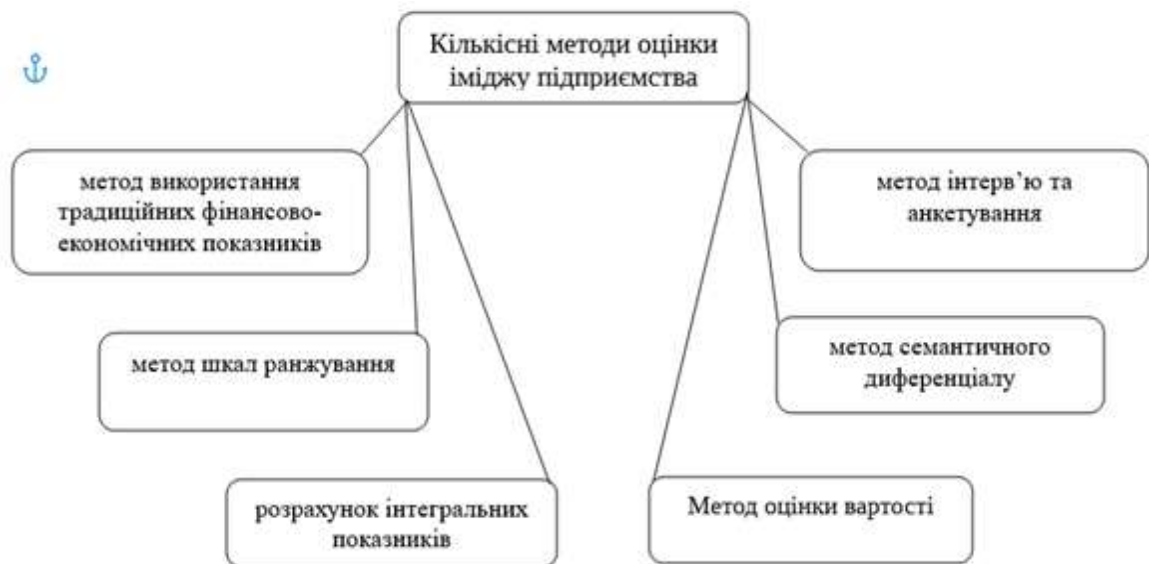 Кількісні методи оцінки
іміджу підприємства
метод використання
традиційних фінансово-
економічних показників
метод інтерв’ю та
анкетування
метод шкал ранжування
метод семантичного
диференціалу
розрахунок інтегральних
показників
Метод оцінки вартості